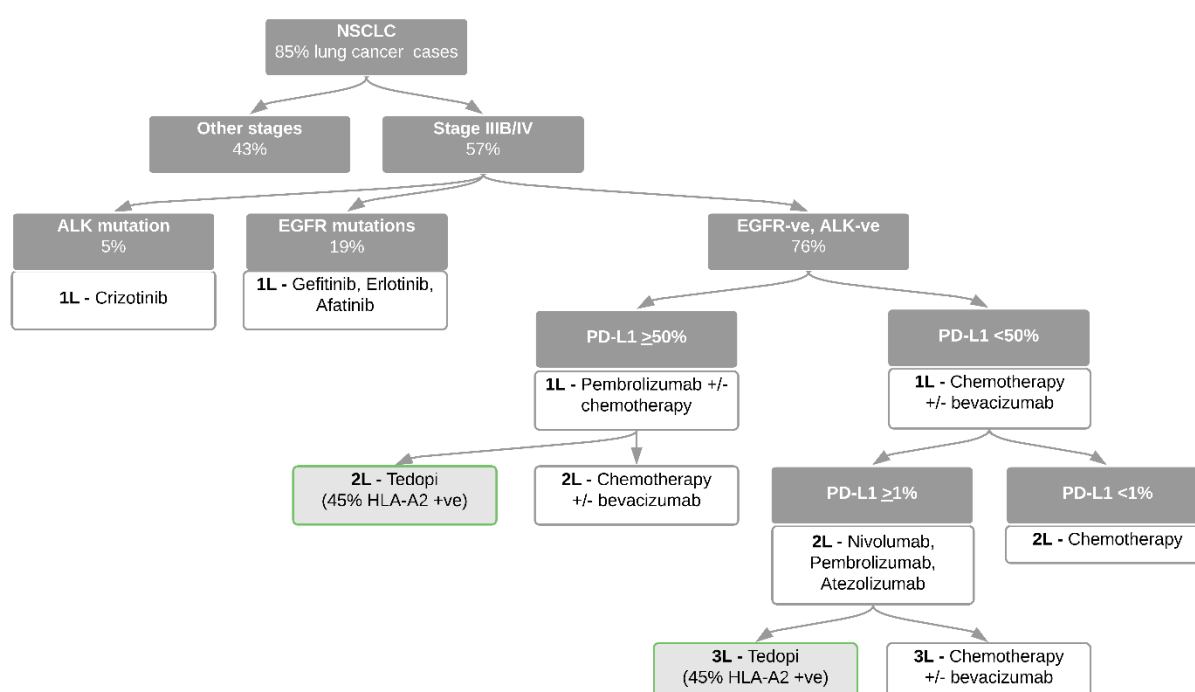 NSCLC
85% lung cancer cases
Other stages
43%
Stage IIIB/IV
57%
ALK mutation
5%
EGFR mutations
19%
EGFR-ve, ALK-ve
76%
1L - Crizotinib
1L - Gefitinib, Erlotinib,
Afatinib
PD-L1 ≥50%
PD-L1 <50%
1L - Pembrolizumab +/-
chemotherapy
1L - Chemotherapy
+/- bevacizumab
2L - Tedopi
(45% HLA-A2 +ve)
2L - Chemotherapy
+/- bevacizumab
PD-L1 ≥1%
PD-L1 <1%
2L - Nivolumab,
Pembrolizumab,
Atezolizumab
2L - Chemotherapy
3L - Tedopi
(45% HLA-A2 +ve)
3L - Chemotherapy
+/- bevacizumab